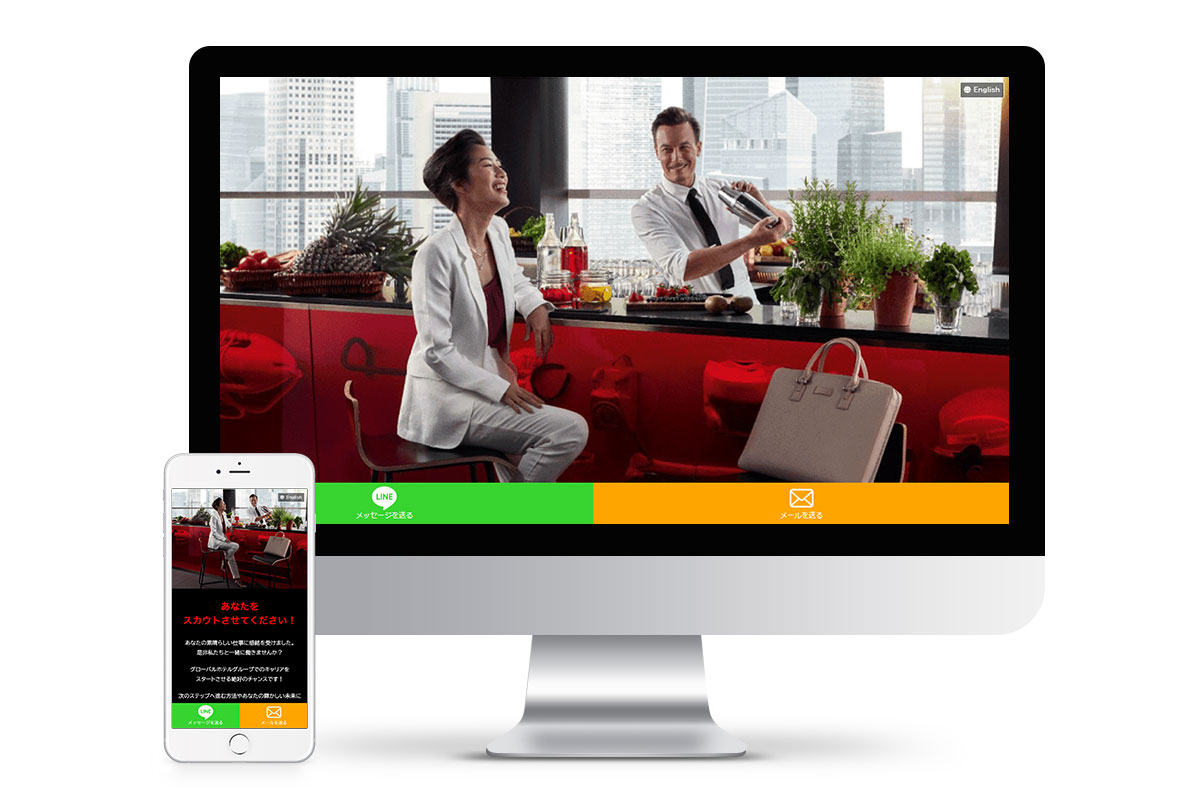 English
LINE
メッセージを送る
メールを送る
English
あなたを
スカウトさせてください！
あなたの素晴らしい仕事に感銘を受けました。
是非私たちと一緒に働きませんか？
グローバルホテルグループでのキャリアを
スタートさせる絶好のチャンスです！
次のステップへ進む方法やあなたの輝かしい未来に
LINE
メッセージを送る
メールを送る